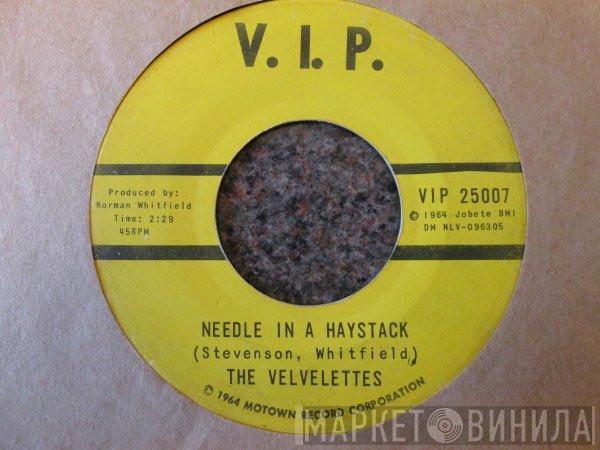 V. I. P.
Produced by:
Norman Whitfield
Time: 2:29
45RPM
VIP 25007
© 1964 Jobete BMI
DM NLV-096305
NEEDLE IN A HAYSTACK
(Stevenson, Whitfield)
THE VELVELETTES
© 1964 MOTOWN RECORD CORPORATION
МАРКЕТ ВИНИЛА